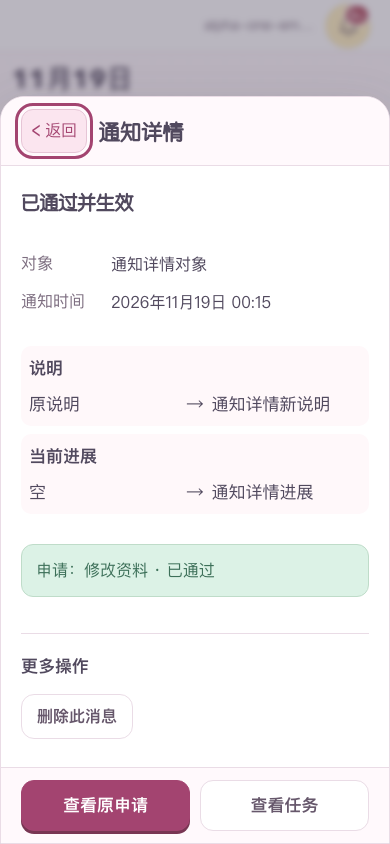 11月19日
< 返回 通知详情
已通过并生效
对象 通知详情对象
通知时间 2026年11月19日 00:15
说明
原说明 → 通知详情新说明
当前进展
空 → 通知详情进展
申请：修改资料 · 已通过
更多操作
删除此消息
查看原申请 查看任务